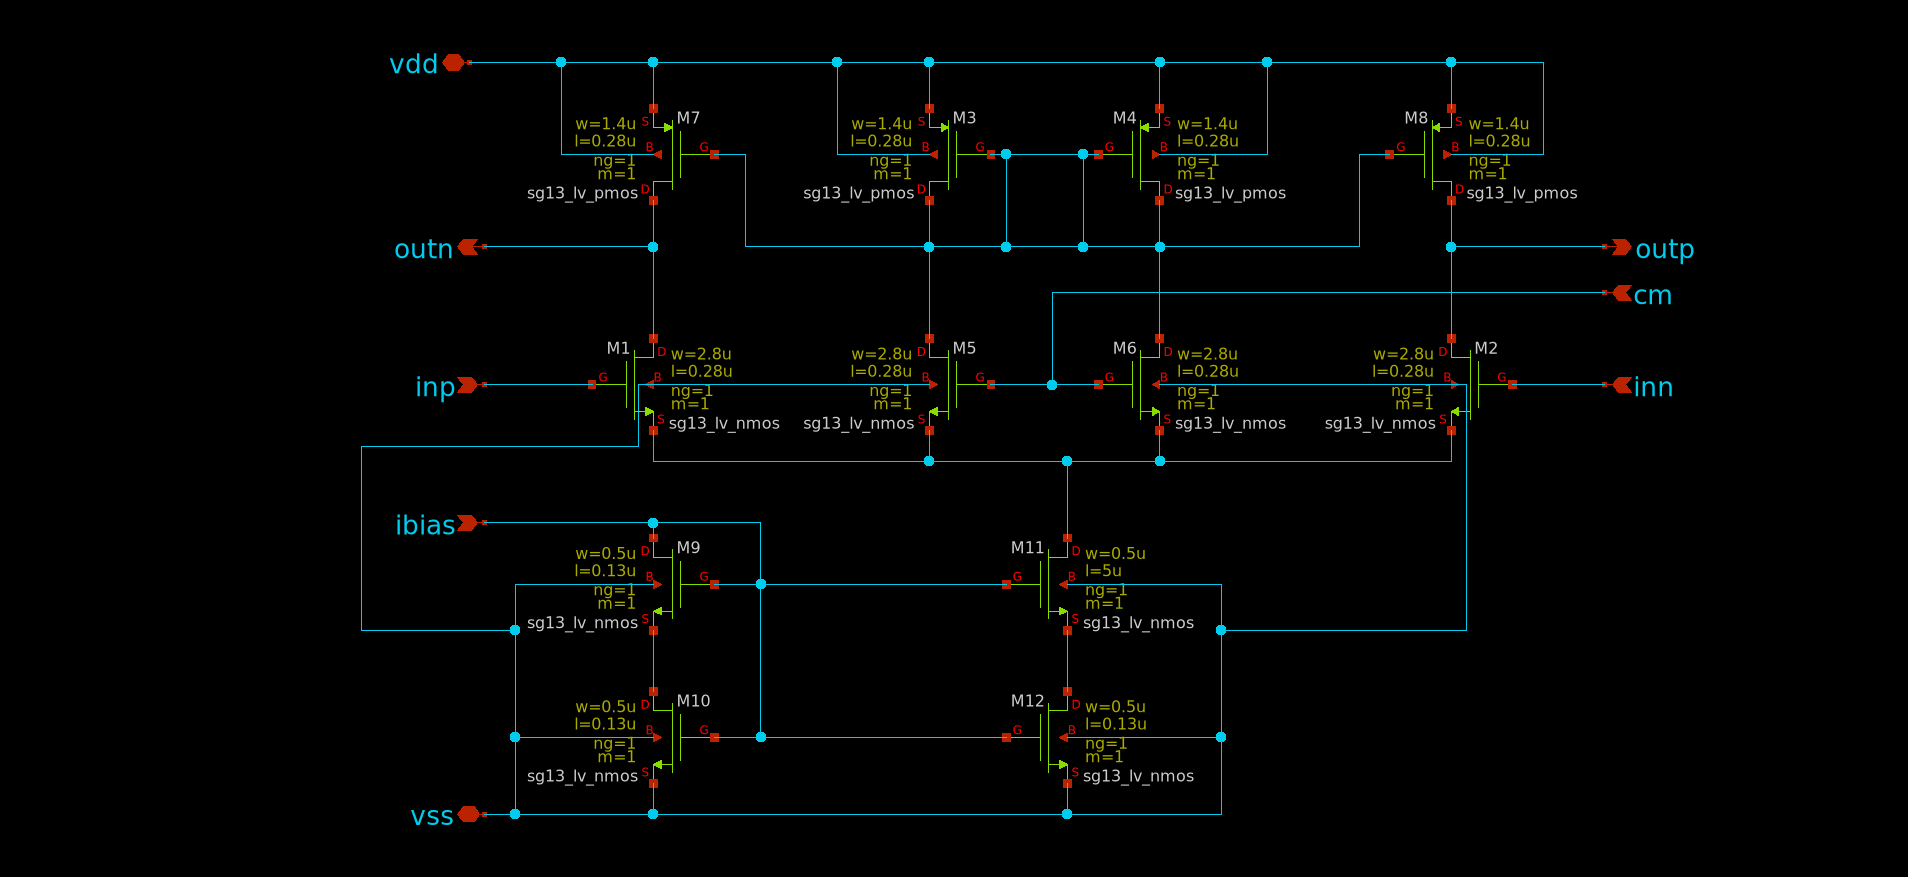 vdd
M7
w=1.4u
l=0.28u
ng=1
m=1
sg13_lv_pmos
S
B
G
D
M3
w=1.4u
l=0.28u
ng=1
m=1
sg13_lv_pmos
S
B
G
D
M4
w=1.4u
l=0.28u
ng=1
m=1
sg13_lv_pmos
S
B
G
D
M8
w=1.4u
l=0.28u
ng=1
m=1
sg13_lv_pmos
S
B
G
D
outn
outp
cm
M1
w=2.8u
l=0.28u
ng=1
m=1
sg13_lv_nmos
D
G
B
S
M5
w=2.8u
l=0.28u
ng=1
m=1
sg13_lv_nmos
D
B
G
S
M6
w=2.8u
l=0.28u
ng=1
m=1
sg13_lv_nmos
D
G
B
S
M2
w=2.8u
l=0.28u
ng=1
m=1
sg13_lv_nmos
D
B
G
S
inp
inn
ibias
M9
w=0.5u
l=0.13u
ng=1
m=1
sg13_lv_nmos
D
B
G
S
M11
w=0.5u
l=5u
ng=1
m=1
sg13_lv_nmos
D
G
B
S
M10
w=0.5u
l=0.13u
ng=1
m=1
sg13_lv_nmos
D
B
G
S
M12
w=0.5u
l=0.13u
ng=1
m=1
sg13_lv_nmos
D
G
B
S
vss